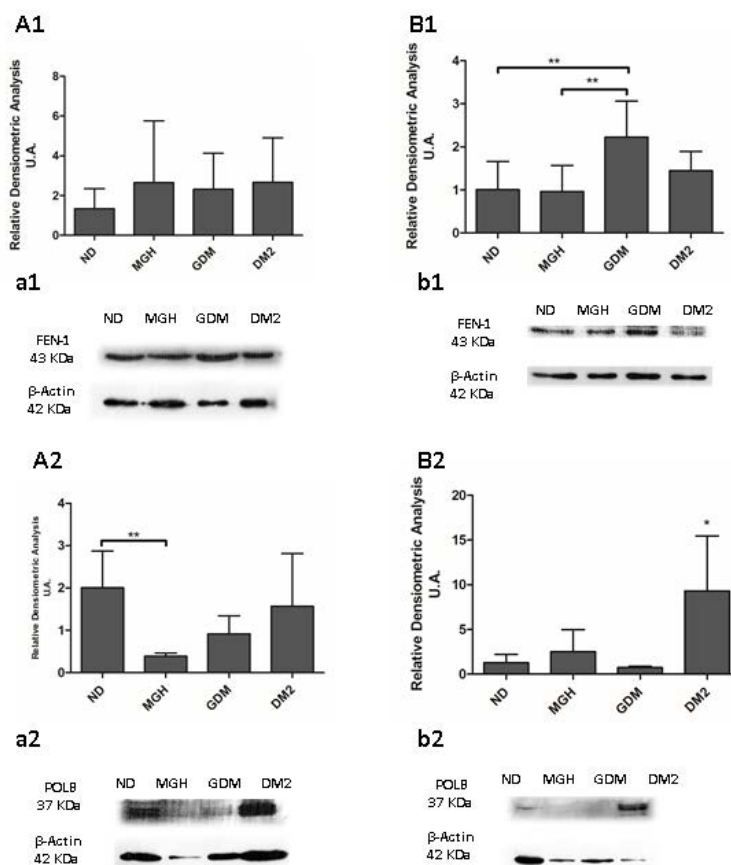 A1
Relative Densiometric Analysis
U.A.
8
6
4
2
0
ND
MGH
GDM
DM2
B1
Relative Densiometric Analysis
U.A.
4
3
2
1
0
**
**
ND
MGH
GDM
DM2
a1
ND MGH GDM DM2
FEN-1
43 KDa
β-Actin
42 KDa
b1
ND MGH GDM DM2
FEN-1
43 KDa
β-Actin
42 KDa
A2
Relative Densiometric Analysis
U.A.
4
3
2
1
0
**
ND
MGH
GDM
DM2
B2
Relative Densiometric Analysis
U.A.
20
15
10
5
0
*
ND
MGH
GDM
DM2
a2
ND MGH GDM DM2
POLB
37 KDa
β-Actin
42 KDa
b2
ND MGH GDM DM2
POLB
37 KDa
β-Actin
42 KDa